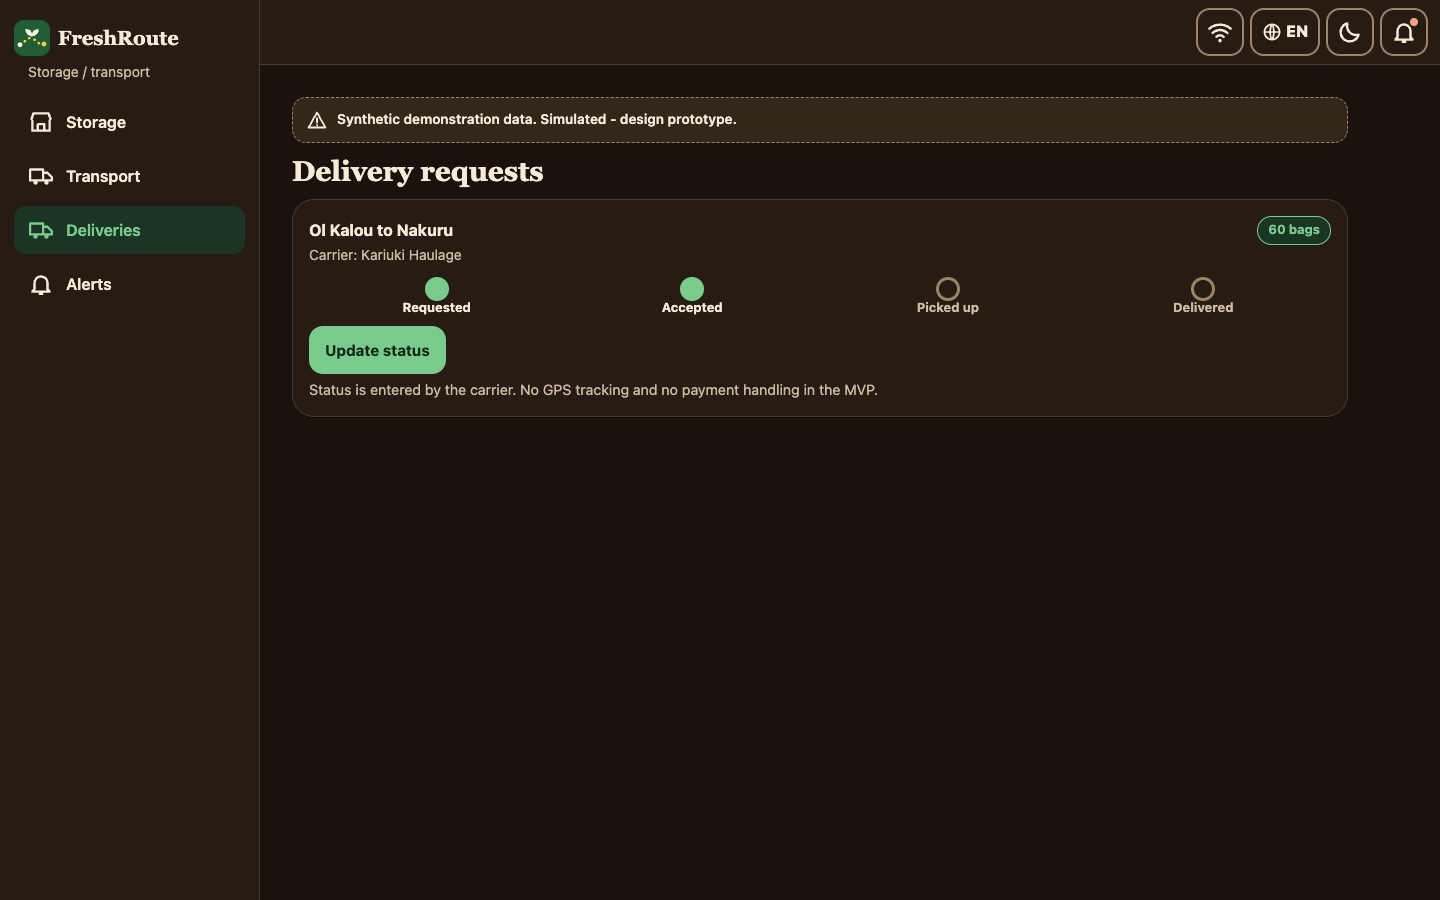 FreshRoute
Storage / transport
Storage
Transport
Deliveries
Alerts
EN
Synthetic demonstration data. Simulated - design prototype.
Delivery requests
Ol Kalou to Nakuru
60 bags
Carrier: Kariuki Haulage
Requested
Accepted
Picked up
Delivered
Update status
Status is entered by the carrier. No GPS tracking and no payment handling in the MVP.